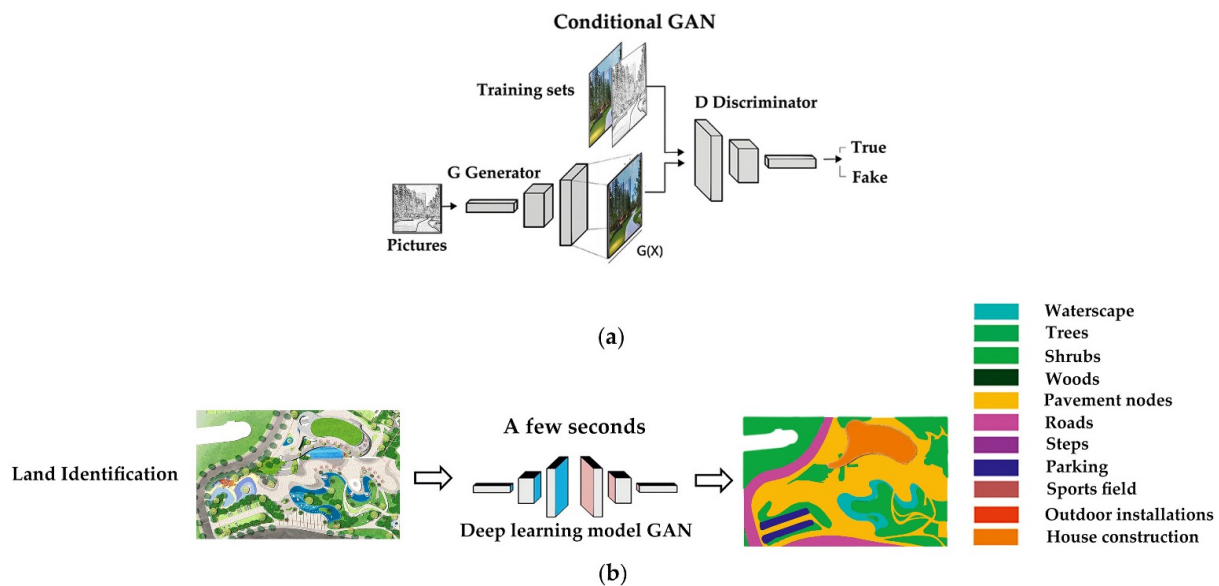 Conditional GAN
Training sets
D Discriminator
True
Fake
G Generator
Pictures
G(X)
(a)
Land Identification
A few seconds
Deep learning model GAN
Waterscape
Trees
Shrubs
Woods
Pavement nodes
Roads
Steps
Parking
Sports field
Outdoor installations
House construction
(b)